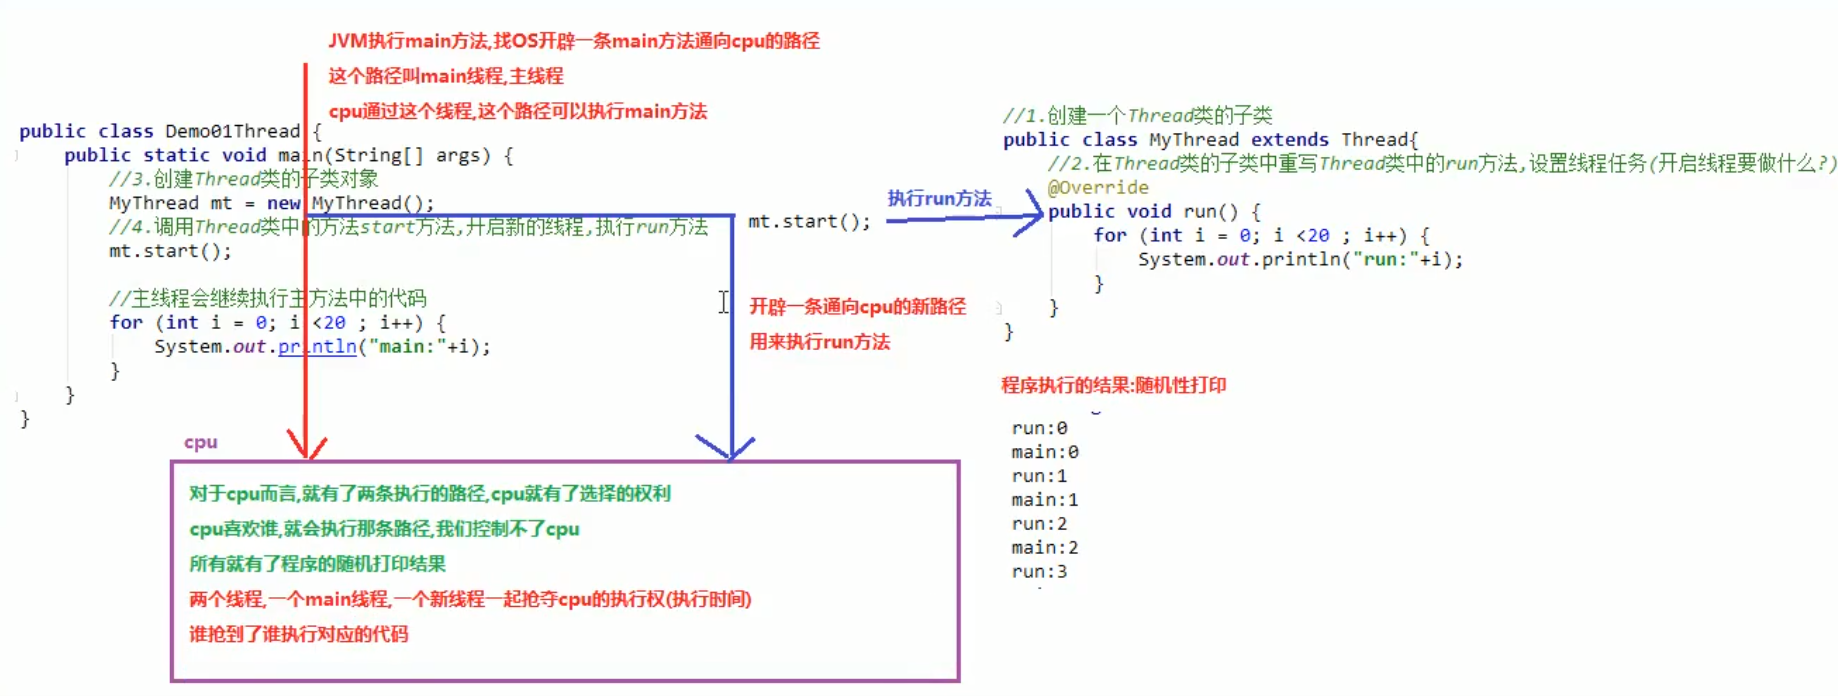 JVM执行main方法,找OS开辟一条main方法通向cpu的路径
这个路径叫main线程,主线程
cpu通过这个线程,这个路径可以执行main方法
public class Demo01Thread {
public static void main(String[] args) {
//3.创建Thread类的子类对象
MyThread mt = new MyThread();
//4.调用Thread类中的方法start方法,开启新的线程,执行run方法
mt.start();
//主线程会继续执行主方法中的代码
for (int i = 0; i <20 ; i++) {
System.out.println("main:"+i);
}
}
}
mt.start();
执行run方法
开辟一条通向cpu的新路径
用来执行run方法
//1.创建一个Thread类的子类
public class MyThread extends Thread{
//2.在Thread类的子类中重写Thread类中的run方法,设置线程任务(开启线程要做什么?)
@Override
public void run() {
for (int i = 0; i <20 ; i++) {
System.out.println("run:"+i);
}
}
}
程序执行的结果:随机性打印
run:0
main:0
run:1
main:1
run:2
main:2
run:3
cpu
对于cpu而言,就有了两条执行的路径,cpu就有了选择的权利
cpu喜欢谁,就会执行那条路径,我们控制不了cpu
所有就有了程序的随机打印结果
两个线程,一个main线程,一个新线程一起抢夺cpu的执行权(执行时间)
谁抢到了谁执行对应的代码